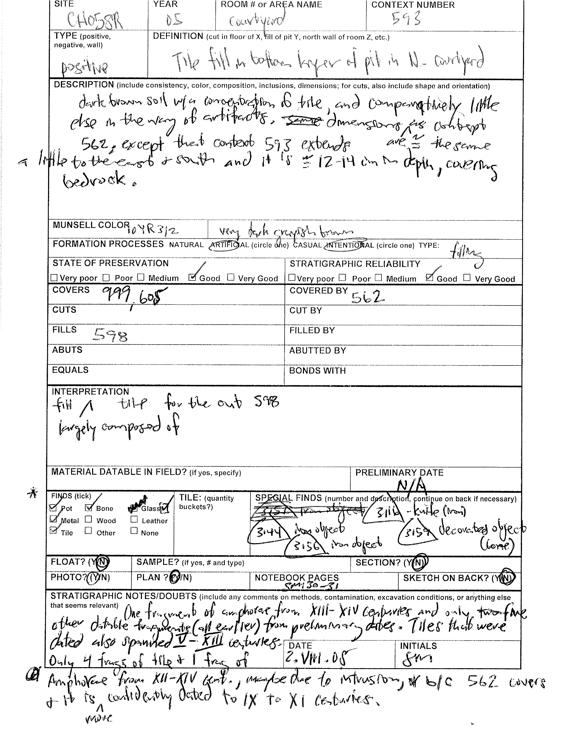 SITE YEAR ROOM # or AREA NAME CONTEXT NUMBER
CH05SR 05 courtyard 593
TYPE (positive, negative, wall) DEFINITION (cut in floor of X, fill of pit Y, north wall of room Z, etc.)
positive Tile fill in bottom layer of pit in N. courtyard
DESCRIPTION (include consistency, color, composition, inclusions, dimensions; for cuts, also include shape and orientation)
dark brown soil w/a concentration of tile, and comparatively little
else in the way of artifacts. dimensions are ≈ the same
as context 562, except that context 593 extends
a little to the east & south and it is ≈ 12-14 cm in depth, covering
bedrock.
MUNSELL COLOR 10YR3/2 very dark grayish brown
FORMATION PROCESSES NATURAL ARTIFICIAL (circle one) CASUAL INTENTIONAL (circle one) TYPE: filling
STATE OF PRESERVATION STRATIGRAPHIC RELIABILITY
Very poor Poor Medium Good Very Good Very poor Poor Medium Good Very Good
COVERS 999, 605 COVERED BY 562
CUTS CUT BY
FILLS 598 FILLED BY
ABUTS ABUTTED BY
EQUALS BONDS WITH
INTERPRETATION
fill ^ tile for the cut 598
largely composed of
MATERIAL DATABLE IN FIELD? (if yes, specify) PRELIMINARY DATE
N/A
* FINDS (tick) TILE: (quantity buckets?) SPECIAL FINDS (number and description, continue on back if necessary)
Pot Bone Glass
Metal Wood Leather
Tile Other None
3116 - knife (iron)
3144 iron object 3159 decorated object
3156 iron object (bone)
FLOAT? (Y/N) SAMPLE? (if yes, # and type) SECTION? (Y/N)
PHOTO? (Y/N) PLAN? (Y/N) NOTEBOOK PAGES SM 30-31 SKETCH ON BACK? (Y/N)
STRATIGRAPHIC NOTES/DOUBTS (include any comments on methods, contamination, excavation conditions, or anything else
that seems relevant) One fragment of amphorae from XIII-XIV centuries and only
other datable fragments (all earlier) from preliminary dates. Tiles that were
dated also spanned V - XIII centuries.
Only 4 frags of tile & 1 frag of DATE 2.VIII.05 INITIALS SM
Amphorae from XII-XIV cent., maybe due to intrusion, b/c 562 covers
& it is ^ confidently dated to IX to XI centuries.
more